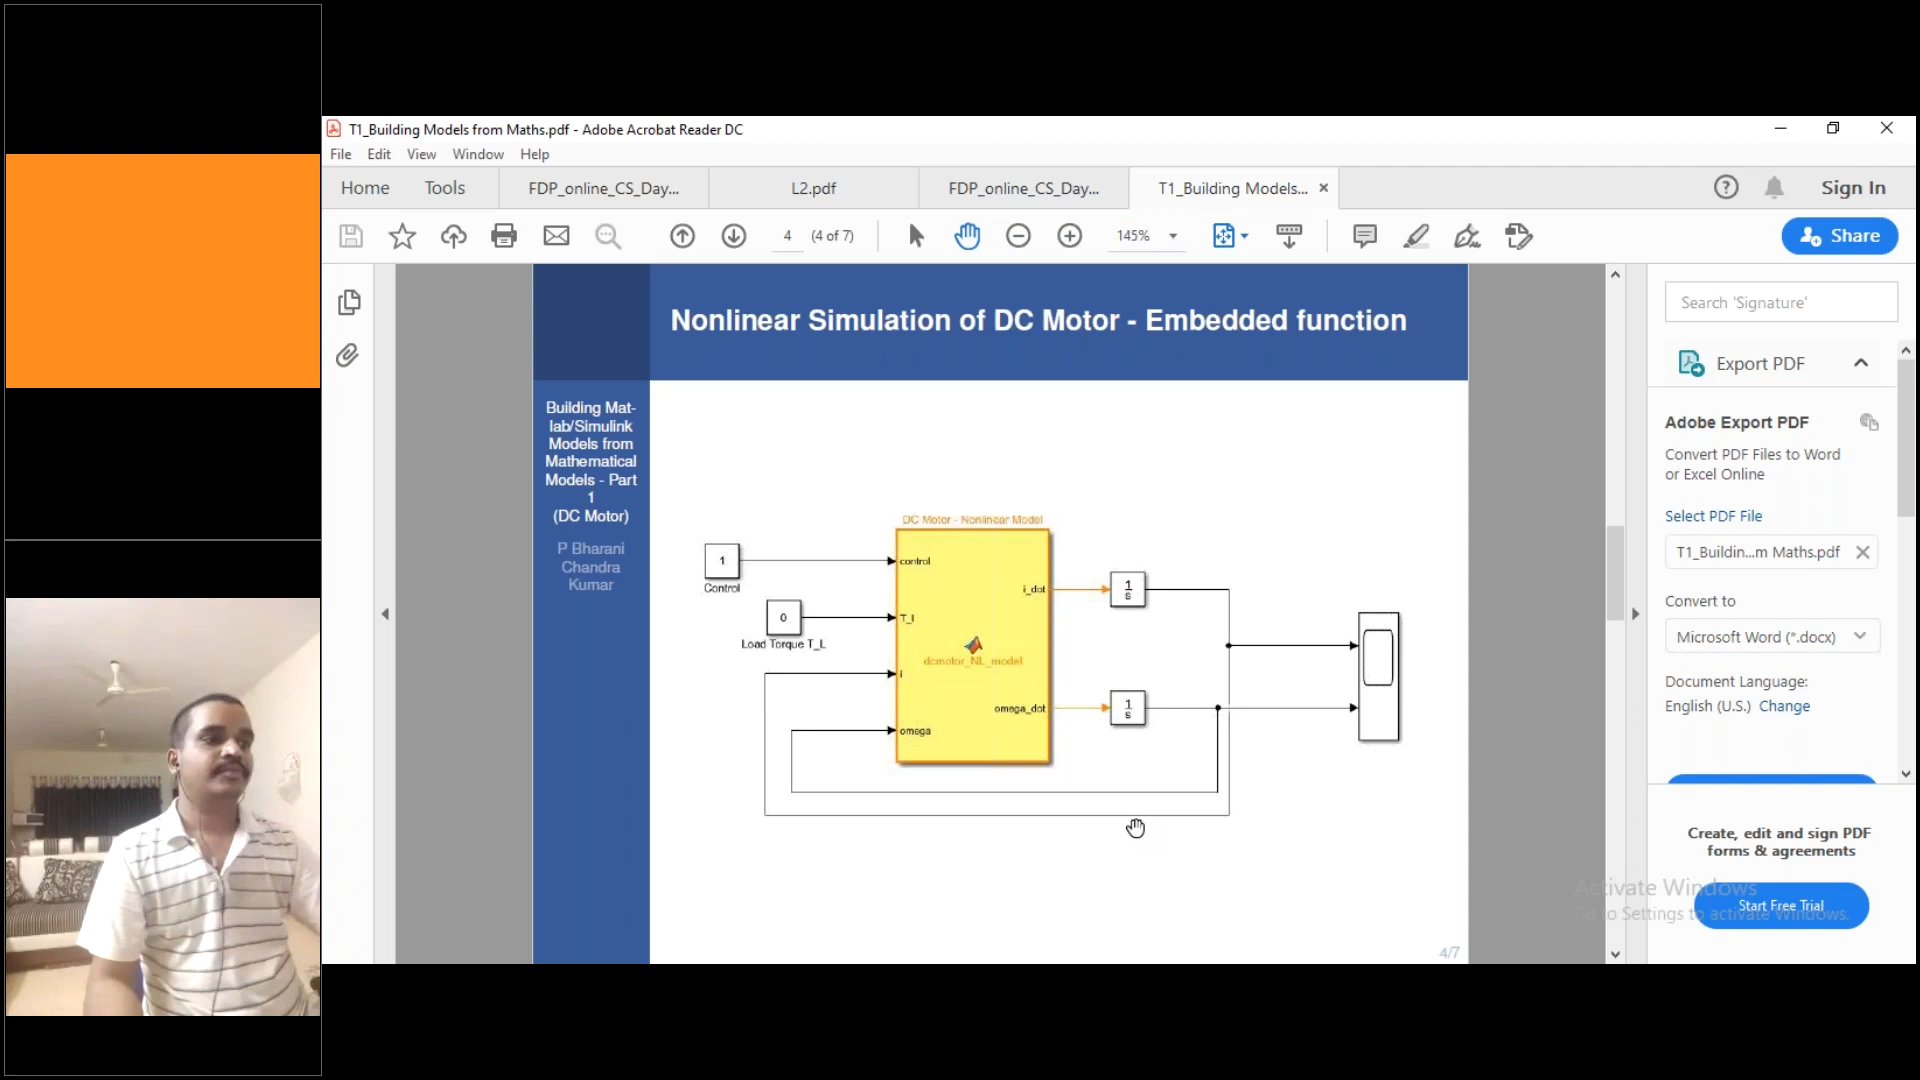 T1_Building Models from Maths.pdf - Adobe Acrobat Reader DC
File Edit View Window Help
Home Tools FDP_online_CS_Day... L2.pdf FDP_online_CS_Day... T1_Building Models... Sign In
4 (4 of 7) 145% Share
Nonlinear Simulation of DC Motor - Embedded function
Building Mat-
lab/Simulink
Models from
Mathematical
Models - Part
1
(DC Motor)
P Bharani
Chandra
Kumar
DC Motor - Nonlinear Model
1
Control
control
0
Load Torque T_L
T_l
i
omega
dcmotor_NL_model
i_dot
omega_dot
1
s
1
s
4/7
Search 'Signature'
Export PDF
Adobe Export PDF
Convert PDF Files to Word
or Excel Online
Select PDF File
T1_Buildin...m Maths.pdf
Convert to
Microsoft Word (*.docx)
Document Language:
English (U.S.) Change
Create, edit and sign PDF
forms & agreements
Start Free Trial
Activate Windows
Go to Settings to activate Windows.